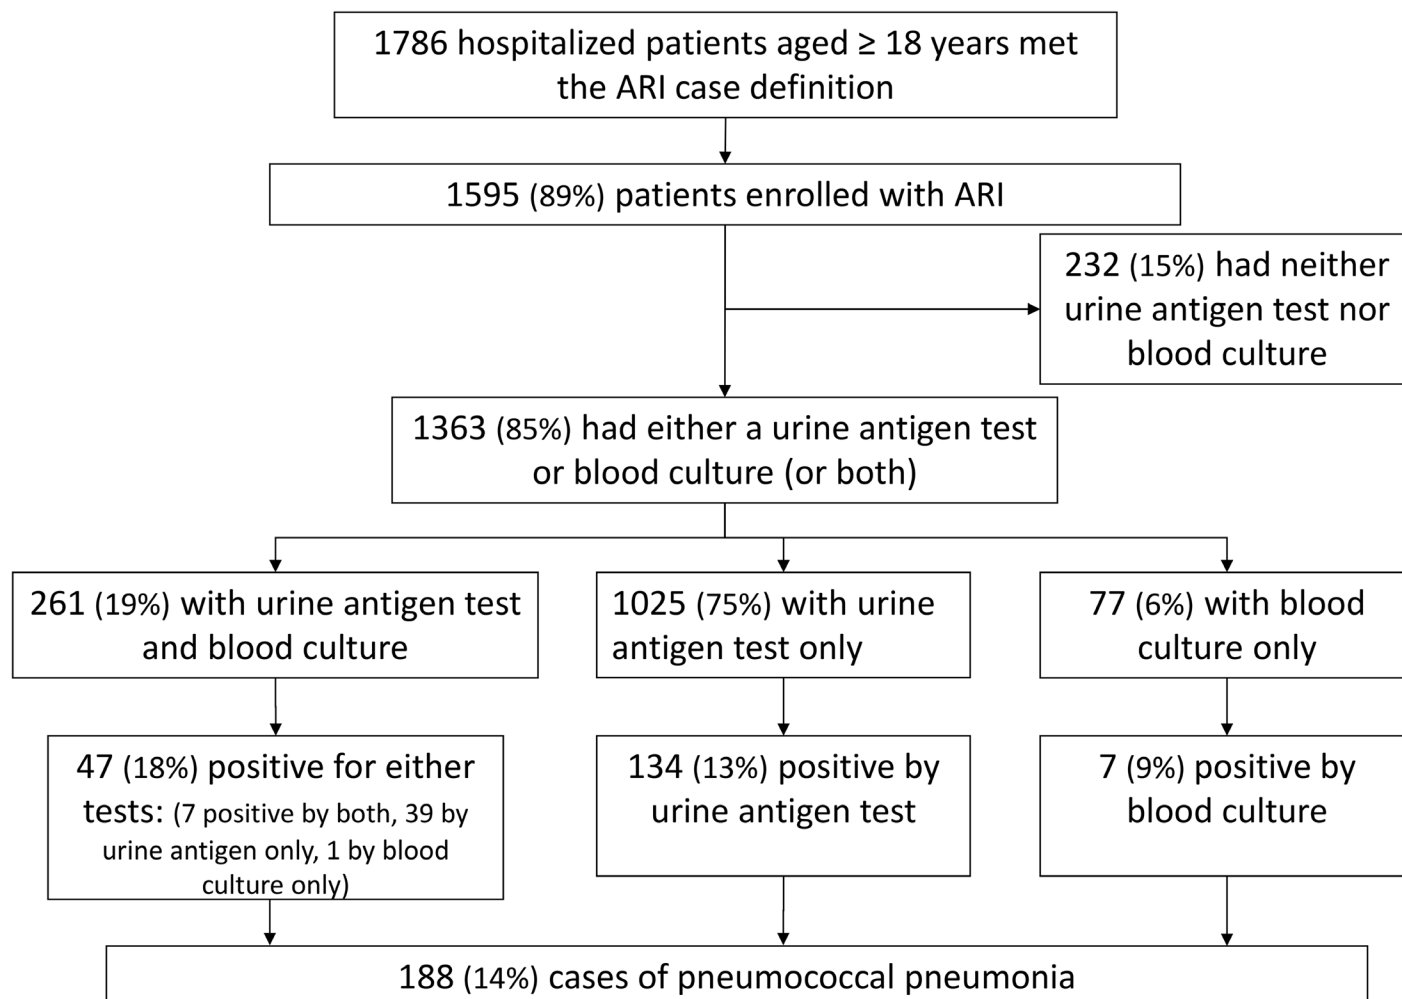 1786 hospitalized patients aged ≥ 18 years met
the ARI case definition
1595 (89%) patients enrolled with ARI
232 (15%) had neither
urine antigen test nor
blood culture
1363 (85%) had either a urine antigen test
or blood culture (or both)
261 (19%) with urine antigen test
and blood culture
1025 (75%) with urine
antigen test only
77 (6%) with blood
culture only
47 (18%) positive for either
tests: (7 positive by both, 39 by
urine antigen only, 1 by blood
culture only)
134 (13%) positive by
urine antigen test
7 (9%) positive by
blood culture
188 (14%) cases of pneumococcal pneumonia